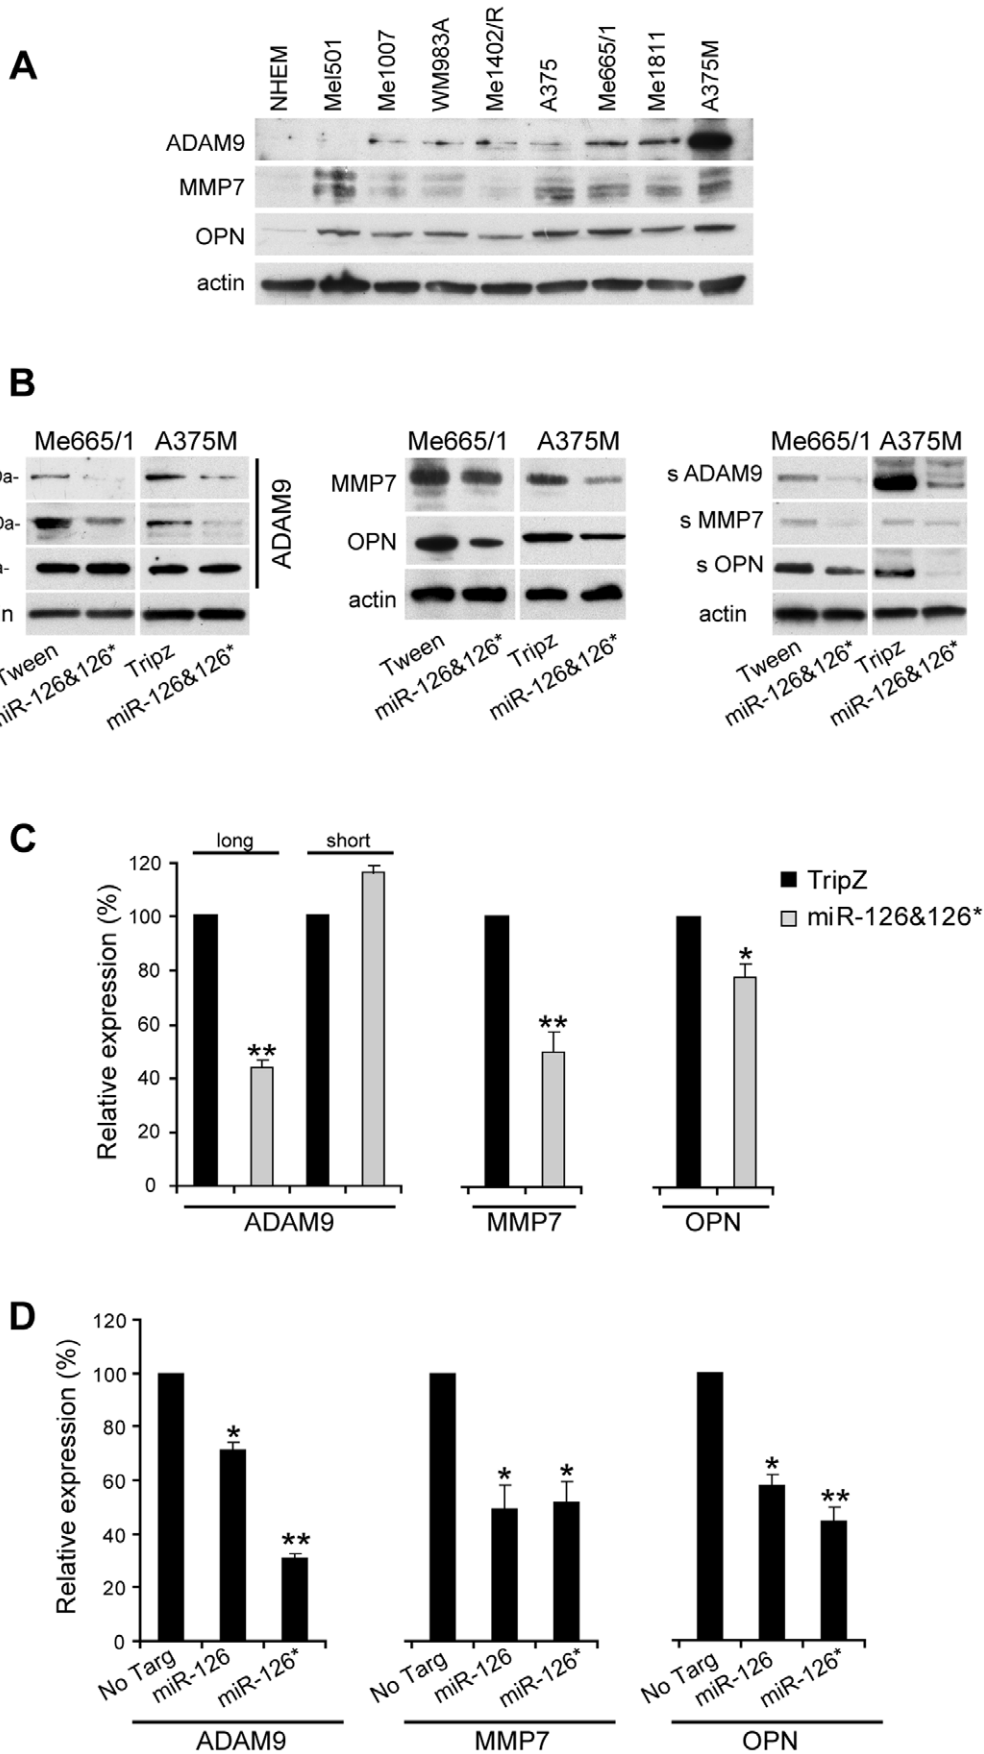 A
NHEM
Mel501
Me1007
WM983A
Me1402/R
A375
Me665/1
Me1811
A375M
ADAM9
MMP7
OPN
actin
B
Me665/1 A375M
Da-
Da-
a-
n
ADAM9
Tween
miR-126&126*
Tripz
miR-126&126*
Me665/1 A375M
MMP7
OPN
actin
Tween
miR-126&126*
Tripz
miR-126&126*
Me665/1 A375M
s ADAM9
s MMP7
s OPN
actin
Tween
miR-126&126*
Tripz
miR-126&126*
C
long short
Relative expression (%)
120
100
80
60
40
20
0
** ** *
ADAM9 MMP7 OPN
TripZ
miR-126&126*
D
Relative expression (%)
120
100
80
60
40
20
0
* ** * * * **
No Targ miR-126 miR-126* No Targ miR-126 miR-126* No Targ miR-126 miR-126*
ADAM9 MMP7 OPN